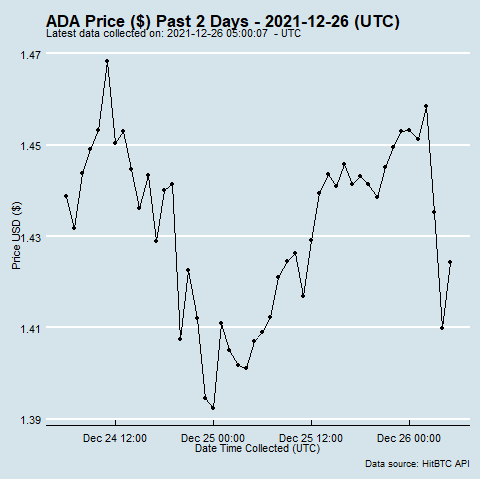 ADA Price ($) Past 2 Days - 2021-12-26 (UTC)
Latest data collected on: 2021-12-26 05:00:07  - UTC
1.47
1.45
1.43
1.41
1.39
Price USD ($)
Dec 24 12:00
Dec 25 00:00
Dec 25 12:00
Dec 26 00:00
Date Time Collected (UTC)
Data source: HitBTC API